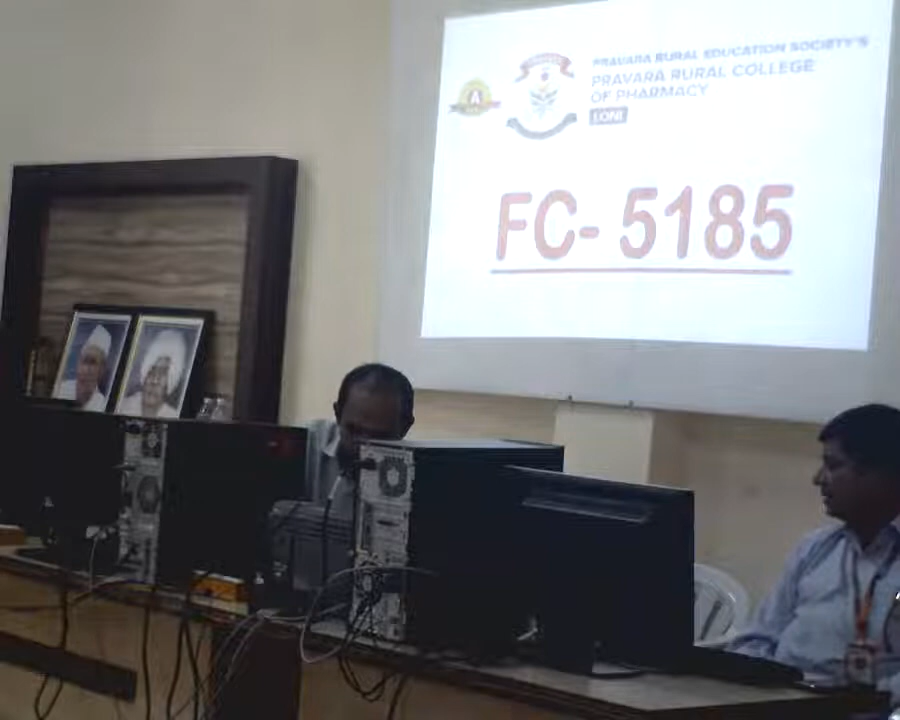 PRAVARA RURAL EDUCATION SOCIETY'S
PRAVARA RURAL COLLEGE
OF PHARMACY
LONI
A
FC- 5185